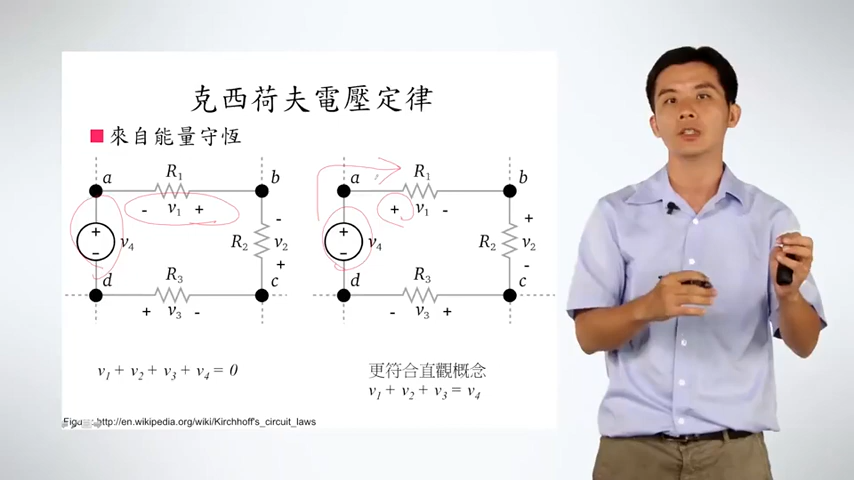 克西荷夫電壓定律
來自能量守恆
a R1 b
- v1 +
+
−
v4
R2
-
v2
+
d R3 c
+ v3 -
v1 + v2 + v3 + v4 = 0
a R1 b
+ v1 -
+
−
v4
R2
+
v2
-
d R3 c
- v3 +
更符合直觀概念
v1 + v2 + v3 = v4
http://en.wikipedia.org/wiki/Kirchhoff's_circuit_laws